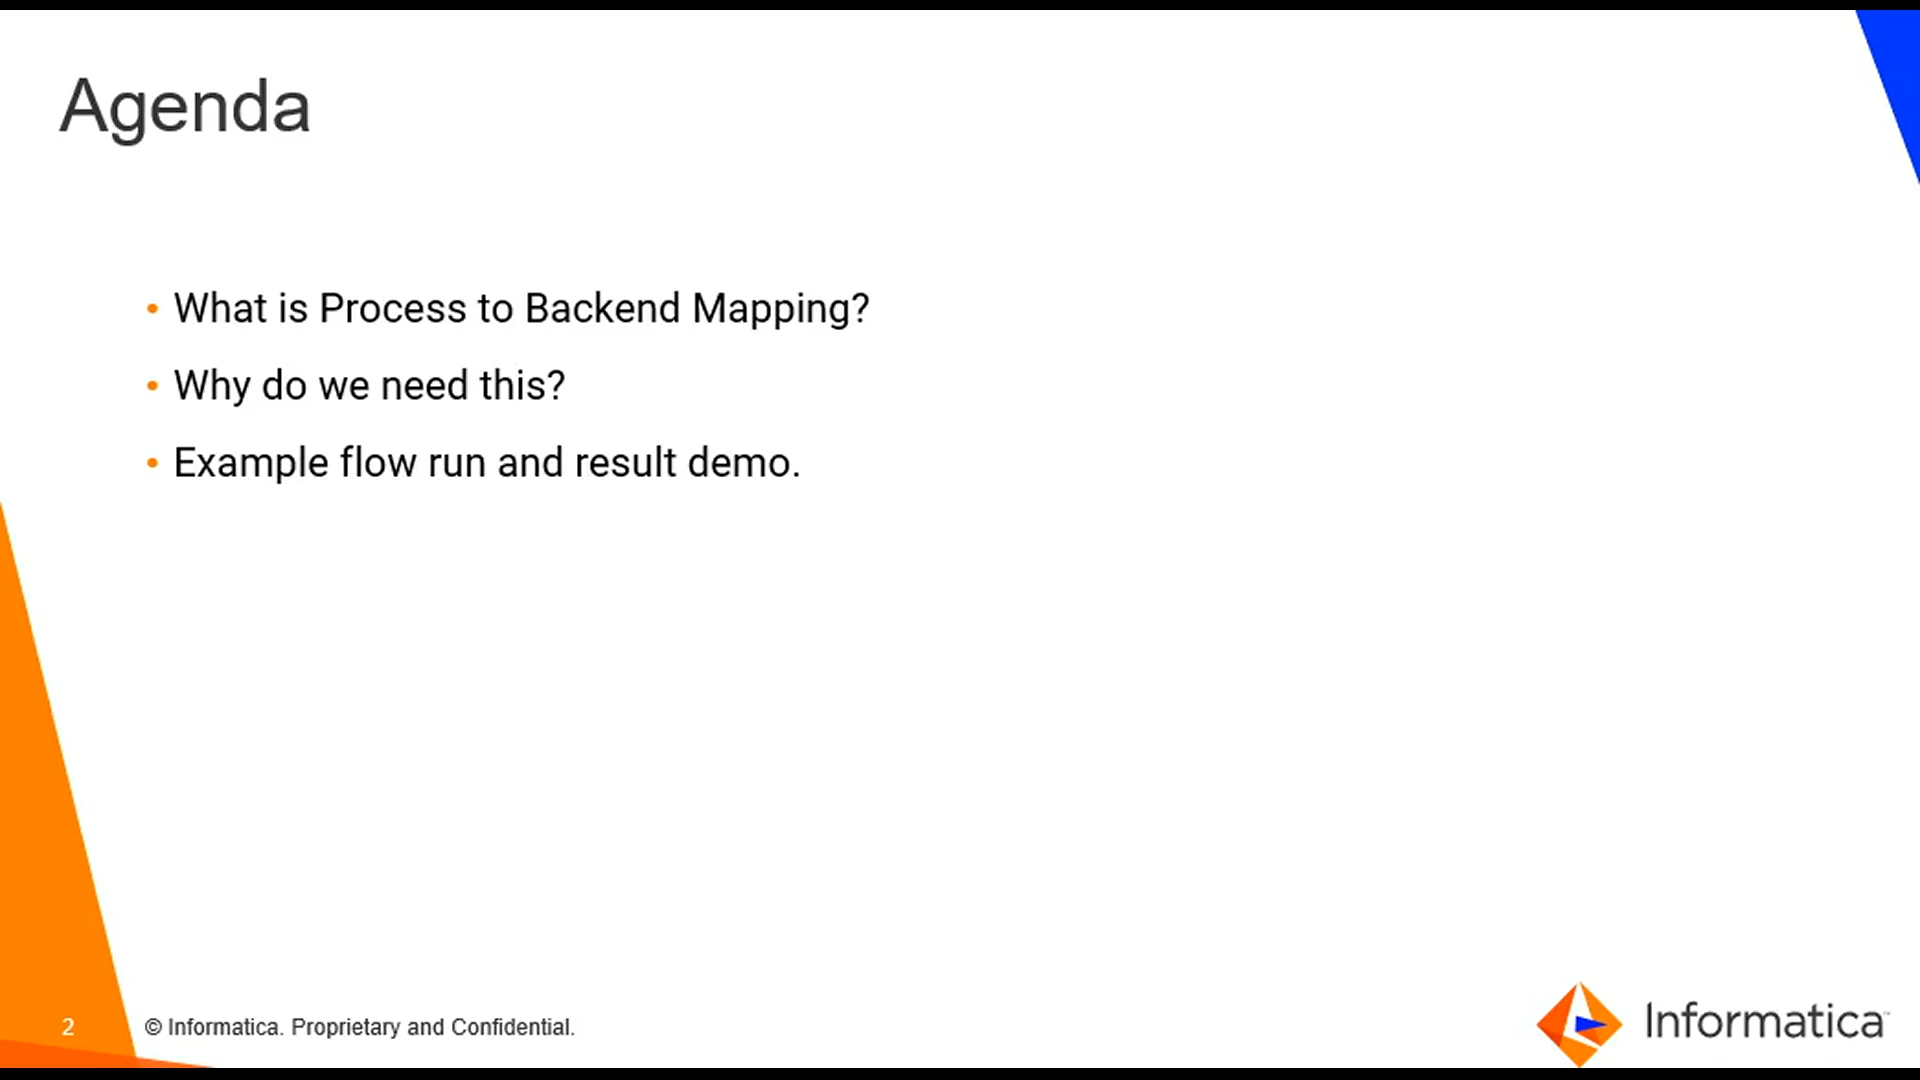 Agenda
• What is Process to Backend Mapping?
• Why do we need this?
• Example flow run and result demo.
2
© Informatica. Proprietary and Confidential.
Informatica™